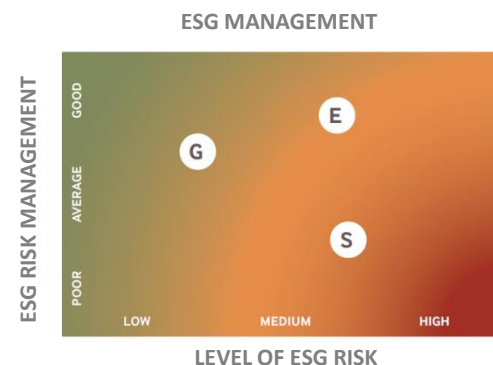 ESG MANAGEMENT
ESG RISK MANAGEMENT
GOOD
AVERAGE
POOR
E
G
S
LOW MEDIUM HIGH
LEVEL OF ESG RISK